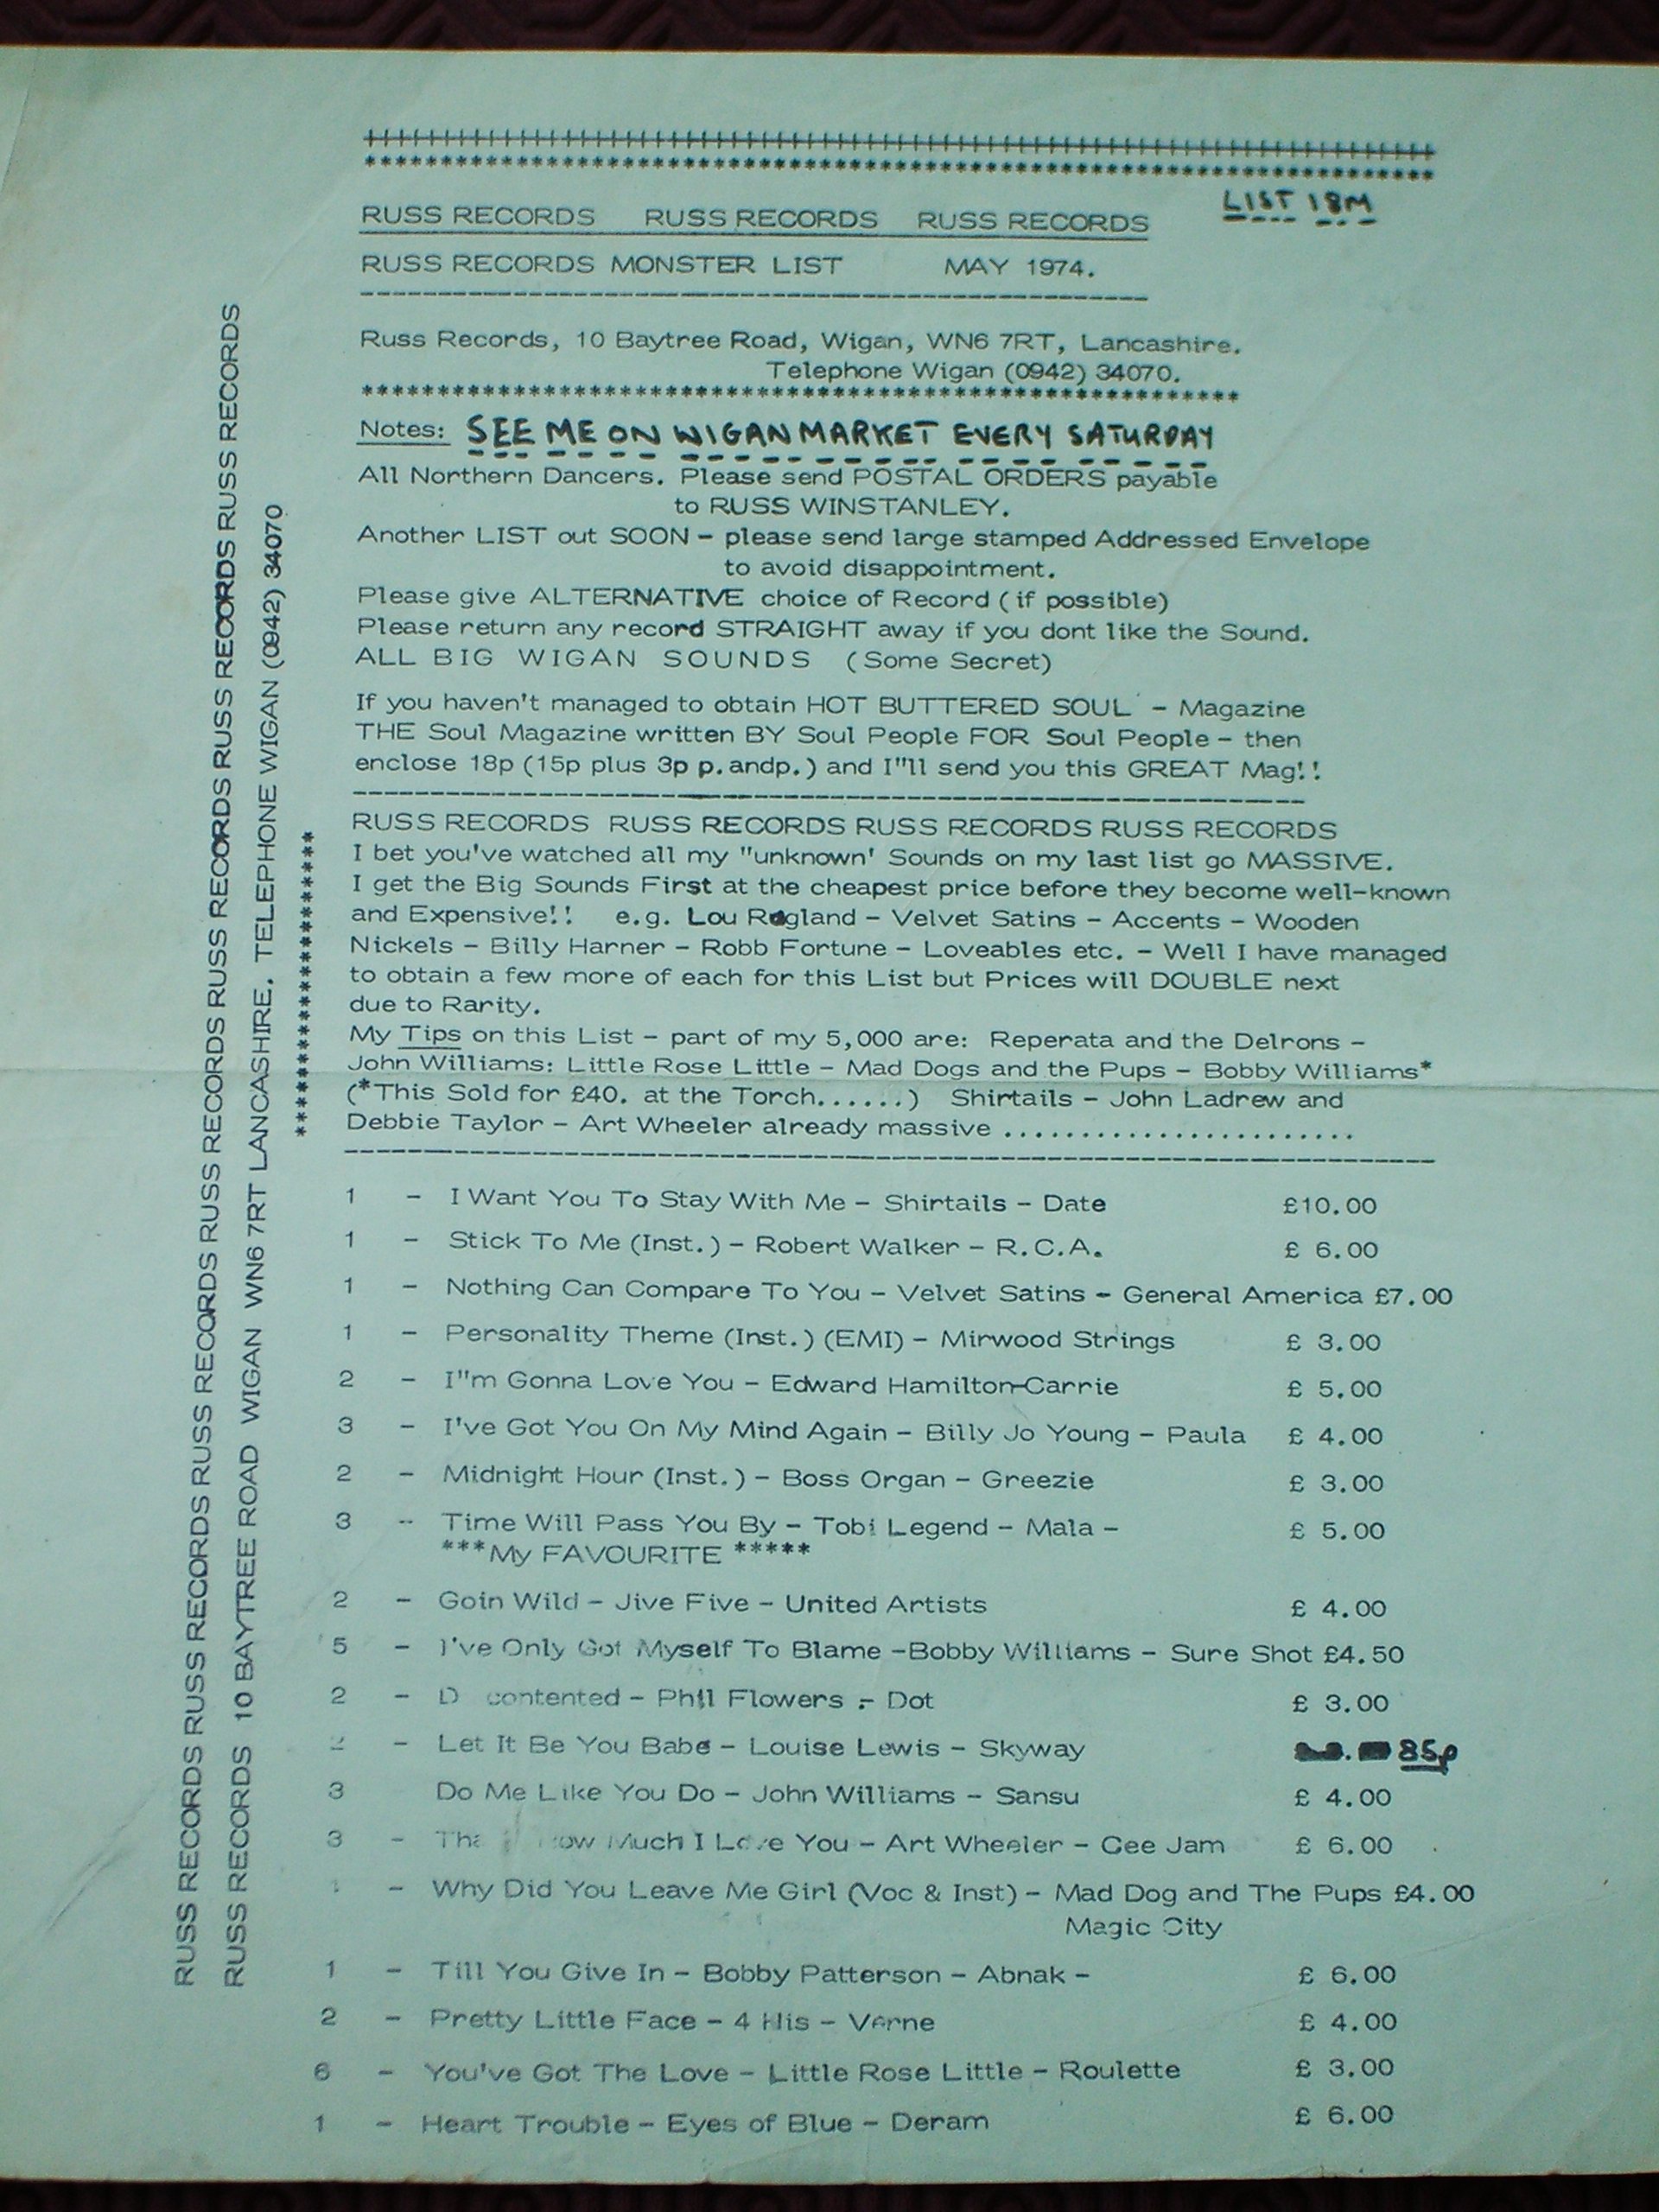 LIST 18M
RUSS RECORDS RUSS RECORDS RUSS RECORDS
RUSS RECORDS MONSTER LIST MAY 1974.
Russ Records, 10 Baytree Road, Wigan, WN6 7RT, Lancashire.
Telephone Wigan (0942) 34070.
****************************************************
Notes: SEE ME ON WIGAN MARKET EVERY SATURDAY
All Northern Dancers. Please send POSTAL ORDERS payable
to RUSS WINSTANLEY.
Another LIST out SOON - please send large stamped Addressed Envelope
to avoid disappointment.
Please give ALTERNATIVE choice of Record (if possible)
Please return any record STRAIGHT away if you dont like the Sound.
ALL BIG WIGAN SOUNDS (Some Secret)
If you haven't managed to obtain HOT BUTTERED SOUL - Magazine
THE Soul Magazine written BY Soul People FOR Soul People - then
enclose 18p (15p plus 3p p.andp.) and I"ll send you this GREAT Mag!!
RUSS RECORDS RUSS RECORDS RUSS RECORDS RUSS RECORDS
I bet you've watched all my "unknown' Sounds on my last list go MASSIVE.
I get the Big Sounds First at the cheapest price before they become well-known
and Expensive!! e.g. Lou Ragland - Velvet Satins - Accents - Wooden
Nickels - Billy Harner - Robb Fortune - Loveables etc. - Well I have managed
to obtain a few more of each for this List but Prices will DOUBLE next
due to Rarity.
My Tips on this List - part of my 5,000 are: Reperata and the Delrons -
John Williams: Little Rose Little - Mad Dogs and the Pups - Bobby Williams*
(*This Sold for £40. at the Torch......) Shirtails - John Ladrew and
Debbie Taylor - Art Wheeler already massive .......................
1 - I Want You To Stay With Me - Shirtails - Date £10.00
1 - Stick To Me (Inst.) - Robert Walker - R.C.A. £ 6.00
1 - Nothing Can Compare To You - Velvet Satins - General America £7.00
1 - Personality Theme (Inst.) (EMI) - Mirwood Strings £ 3.00
2 - I"m Gonna Love You - Edward Hamilton-Carrie £ 5.00
3 - I've Got You On My Mind Again - Billy Jo Young - Paula £ 4.00
2 - Midnight Hour (Inst.) - Boss Organ - Greezie £ 3.00
3 - Time Will Pass You By - Tobi Legend - Mala - £ 5.00
***My FAVOURITE *****
2 - Goin Wild - Jive Five - United Artists £ 4.00
5 - I've Only Got Myself To Blame -Bobby Williams - Sure Shot £4.50
2 - D contented - Phil Flowers - Dot £ 3.00
2 - Let It Be You Babe - Louise Lewis - Skyway 85p
3 Do Me Like You Do - John Williams - Sansu £ 4.00
3 - Much I Love You - Art Wheeler - Cee Jam £ 6.00
- Why Did You Leave Me Girl (Voc & Inst) - Mad Dog and The Pups £4.00
Magic City
1 - Till You Give In - Bobby Patterson - Abnak - £ 6.00
2 - Pretty Little Face - 4 His - Verne £ 4.00
6 - You've Got The Love - Little Rose Little - Roulette £ 3.00
1 - Heart Trouble - Eyes of Blue - Deram £ 6.00
RUSS RECORDS RUSS RECORDS RUSS RECORDS RUSS RECORDS RUSS RECORDS RUSS RECORDS RUSS RECORDS RUSS RECORDS RUSS RECORDS
RUSS RECORDS 10 BAYTREE ROAD WIGAN WN6 7RT LANCASHIRE. TELEPHONE WIGAN (0942) 34070